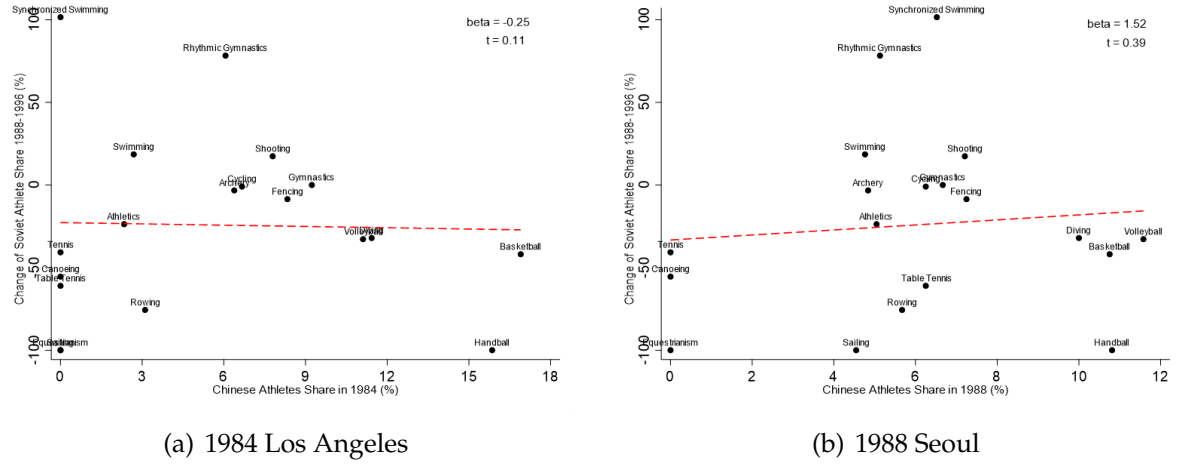 Synchronized Swimming
beta = -0.25
t = 0.11
Rhythmic Gymnastics
Swimming
Shooting
Cycling
Archery
Gymnastics
Fencing
Athletics
Volleyball
Tennis
Basketball
Canoeing
Table Tennis
Rowing
Equestrianism
Handball
Change of Soviet Athlete Share 1988-1996 (%)
100
50
0
-50
-100
0 3 6 9 12 15 18
Chinese Athletes Share in 1984 (%)
(a) 1984 Los Angeles
Synchronized Swimming
beta = 1.52
t = 0.39
Rhythmic Gymnastics
Swimming
Shooting
Archery
Cycling
Gymnastics
Fencing
Athletics
Tennis
Diving
Volleyball
Basketball
Canoeing
Table Tennis
Rowing
Equestrianism
Sailing
Handball
Change of Soviet Athlete Share 1988-1996 (%)
100
50
0
-50
-100
0 2 4 6 8 10 12
Chinese Athletes Share in 1988 (%)
(b) 1988 Seoul